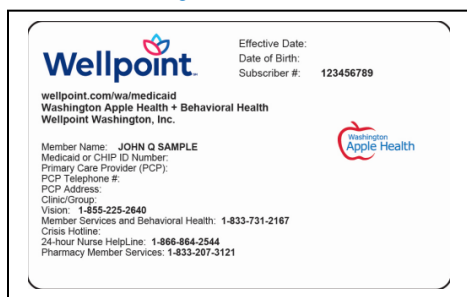 Wellpoint.
Effective Date:
Date of Birth:
Subscriber #: 123456789
wellpoint.com/wa/medicaid
Washington Apple Health + Behavioral Health
Wellpoint Washington, Inc.
Washington
Apple Health
Member Name: JOHN Q SAMPLE
Medicaid or CHIP ID Number:
Primary Care Provider (PCP):
PCP Telephone #:
PCP Address:
Clinic/Group:
Vision: 1-855-225-2640
Member Services and Behavioral Health: 1-833-731-2167
Crisis Hotline:
24-hour Nurse HelpLine: 1-866-864-2544
Pharmacy Member Services: 1-833-207-3121